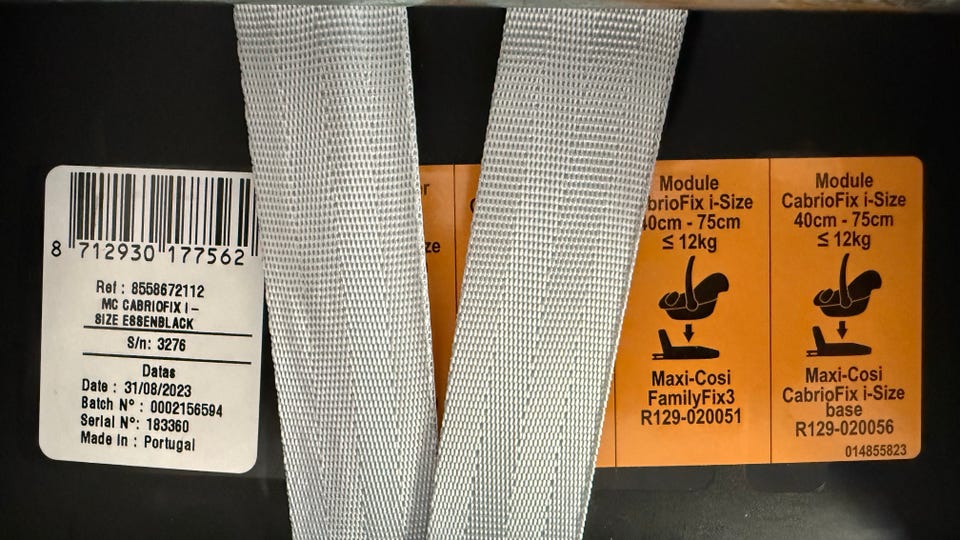 8 712930 177562
Ref : 8558672112
MC CABRIOFIX I-
SIZE ESSENBLACK
S/n: 3276
Datas
Date : 31/08/2023
Batch Nº : 0002156594
Serial Nº: 183360
Made in : Portugal
Module
CabrioFix i-Size
40cm - 75cm
≤ 12kg
Maxi-Cosi
FamilyFix3
R129-020051
Module
CabrioFix i-Size
40cm - 75cm
≤ 12kg
Maxi-Cosi
CabrioFix i-Size
base
R129-020056
014855823